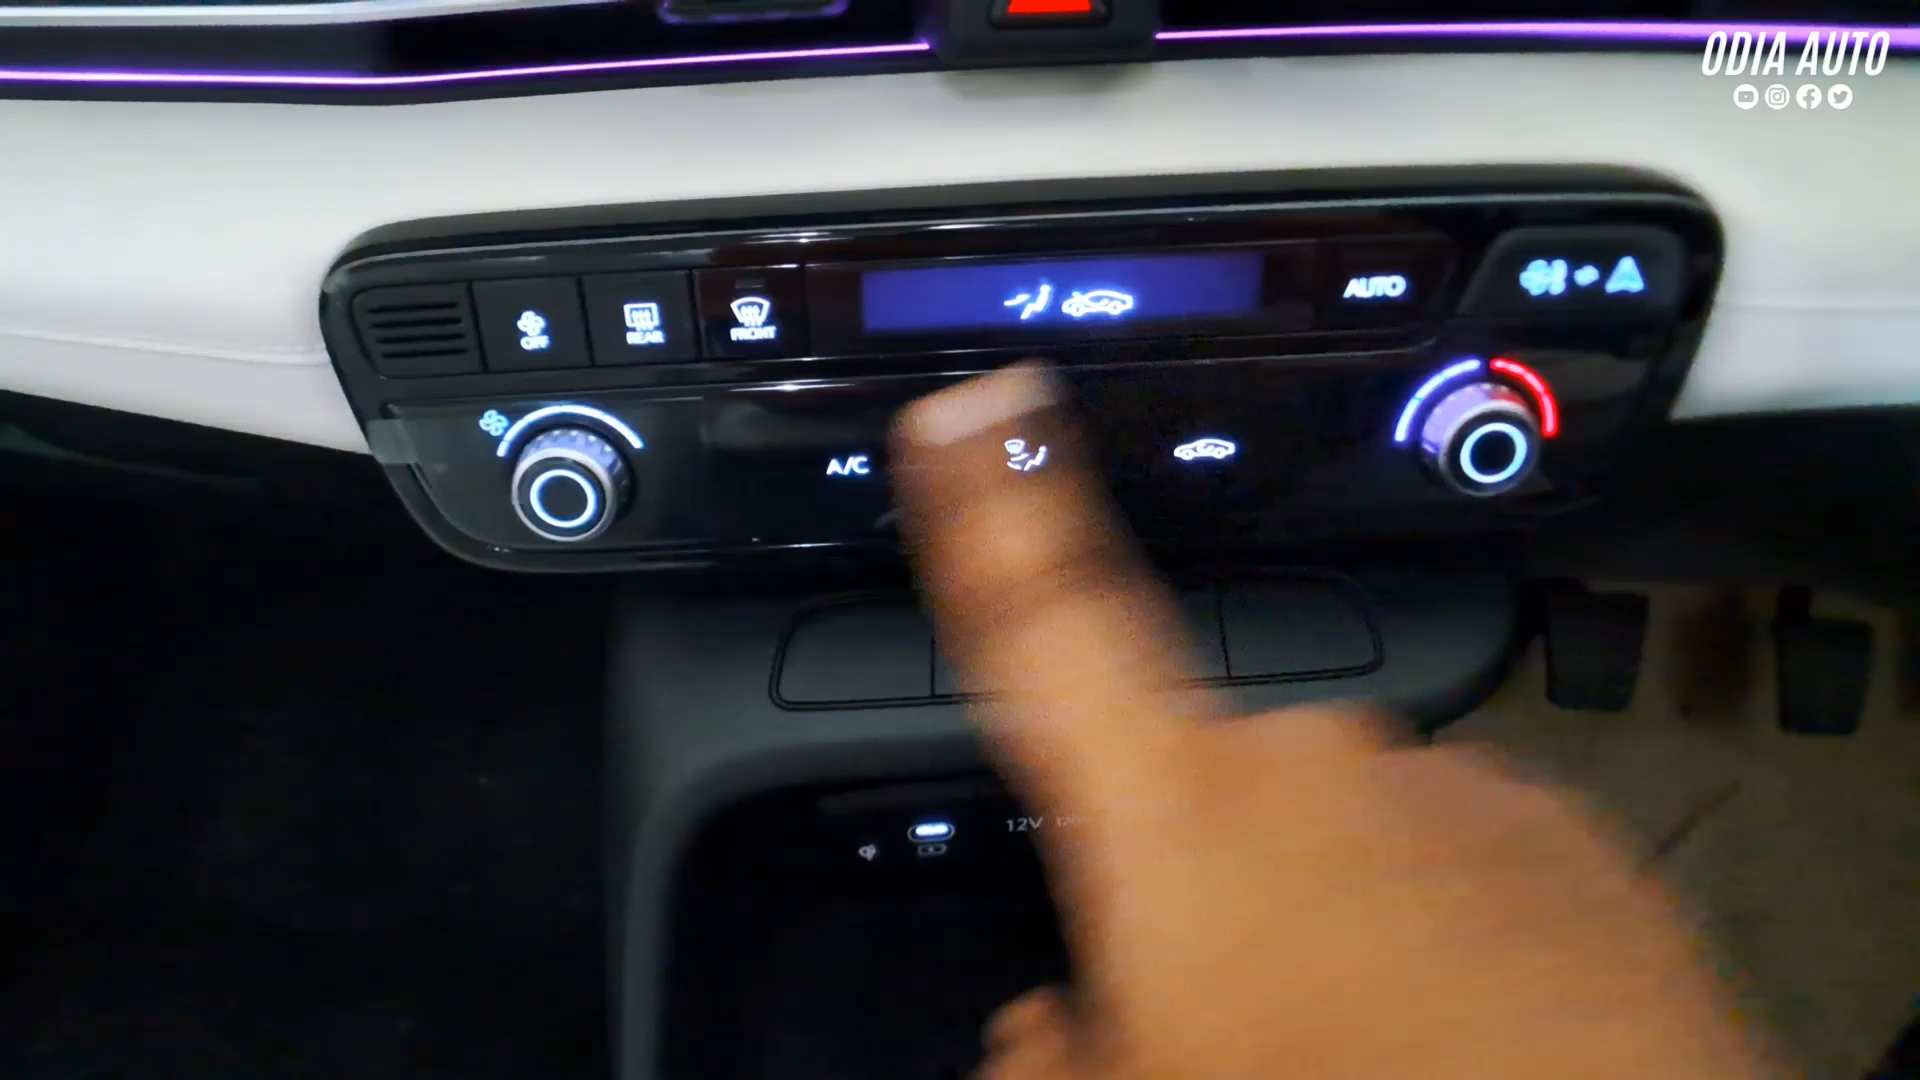 ODIA AUTO
OFF
REAR
FRONT
AUTO
A/C
12V